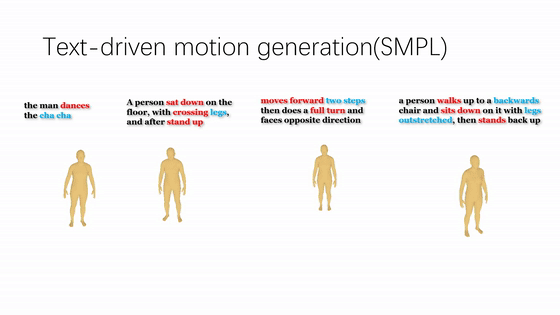 Text-driven motion generation(SMPL)
the man dances
the cha cha
A person sat down on the
floor, with crossing legs,
and after stand up
moves forward two steps
then does a full turn and
faces opposite direction
a person walks up to a backwards
chair and sits down on it with legs
outstretched, then stands back up